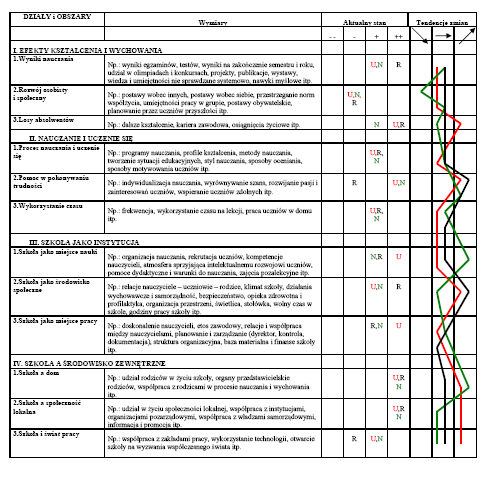 DZIAŁY i OBSZARY
Wymiary
Aktualny stan
Tendencje zmian
- -
-
+
++
I. EFEKTY KSZTAŁCENIA I WYCHOWANIA
1.Wyniki nauczania
Np.: wyniki egzaminów, testów, wyniki na zakończenie semestru i roku,
udział w olimpiadach i konkursach, projekty, publikacje, wystawy,
wiedza i umiejętności nie sprawdzane systemowo, nawyki myślowe itp.
U,N
R
2.Rozwój osobisty
i społeczny
Np.: postawy wobec innych, postawy wobec siebie, przestrzeganie norm
współżycia, umiejętności pracy w grupie, postawy obywatelskie,
planowanie przez uczniów przyszłości itp.
U,N,
R
3.Losy absolwentów
Np.: dalsze kształcenie, kariera zawodowa, osiągnięcia życiowe itp.
N
U,R
II. NAUCZANIE I UCZENIE SIĘ
1.Proces nauczania i uczenie
się
Np.: programy nauczania, profile kształcenia, metody nauczania,
tworzenie sytuacji edukacyjnych, styl nauczania, sposoby oceniania,
sposoby motywowania uczniów itp.
U,R,
N
2.Pomoc w pokonywaniu
trudności
Np.: indywidualizacja nauczania, wyrównywanie szans, rozwijanie pasji i
zainteresowań uczniów, wspieranie uczniów zdolnych itp.
R
U,N
3.Wykorzystanie czasu
Np.: frekwencja, wykorzystanie czasu na lekcji, praca uczniów w domu
itp.
U,R,
N
III. SZKOŁA JAKO INSTYTUCJA
1.Szkoła jako miejsce nauki
Np.: organizacja nauczania, rekrutacja uczniów, kompetencje
nauczycieli, atmosfera sprzyjająca intelektualnemu rozwojowi uczniów,
pomoce dydaktyczne i warunki do nauczania, zajęcia pozalekcyjne itp.
N,R
U
2.Szkoła jako środowisko
społeczne
Np.: relacje nauczyciele – uczniowie – rodzice, klimat szkoły, działania
wychowawcze i samorządność, bezpieczeństwo, opieka zdrowotna i
profilaktyka, organizacja przestrzeni, świetlica, stołówka, wolny czas w
szkole, godziny pracy szkoły itp.
U,N
R
3.Szkoła jako miejsce pracy
Np.: doskonalenie nauczycieli, etos zawodowy, relacje i współpraca
między nauczycielami, planowanie i zarządzanie (dyrektor, kontrola,
dokumentacja), struktura organizacyjna, baza materialna i finanse szkoły
itp.
R,N
U
IV. SZKOŁA A ŚRODOWISKO ZEWNĘTRZNE
1.Szkoła a dom
Np.: udział rodziców w życiu szkoły, organy przedstawicielskie
rodziców, współpraca z rodzicami w procesie nauczania i wychowania
itp.
U,R
N
2.Szkoła a społeczność
lokalna
Np.: udział w życiu społeczności lokalnej, współpraca z instytucjami,
organizacjami pozarządowymi, współpraca z władzami samorządowymi,
informacja i promocja itp.
U,R
N
3.Szkoła i świat pracy
Np.: współpraca z zakładami pracy, wykorzystanie technologii, otwarcie
szkoły na wyzwania współczesnego świata itp.
R
U,N